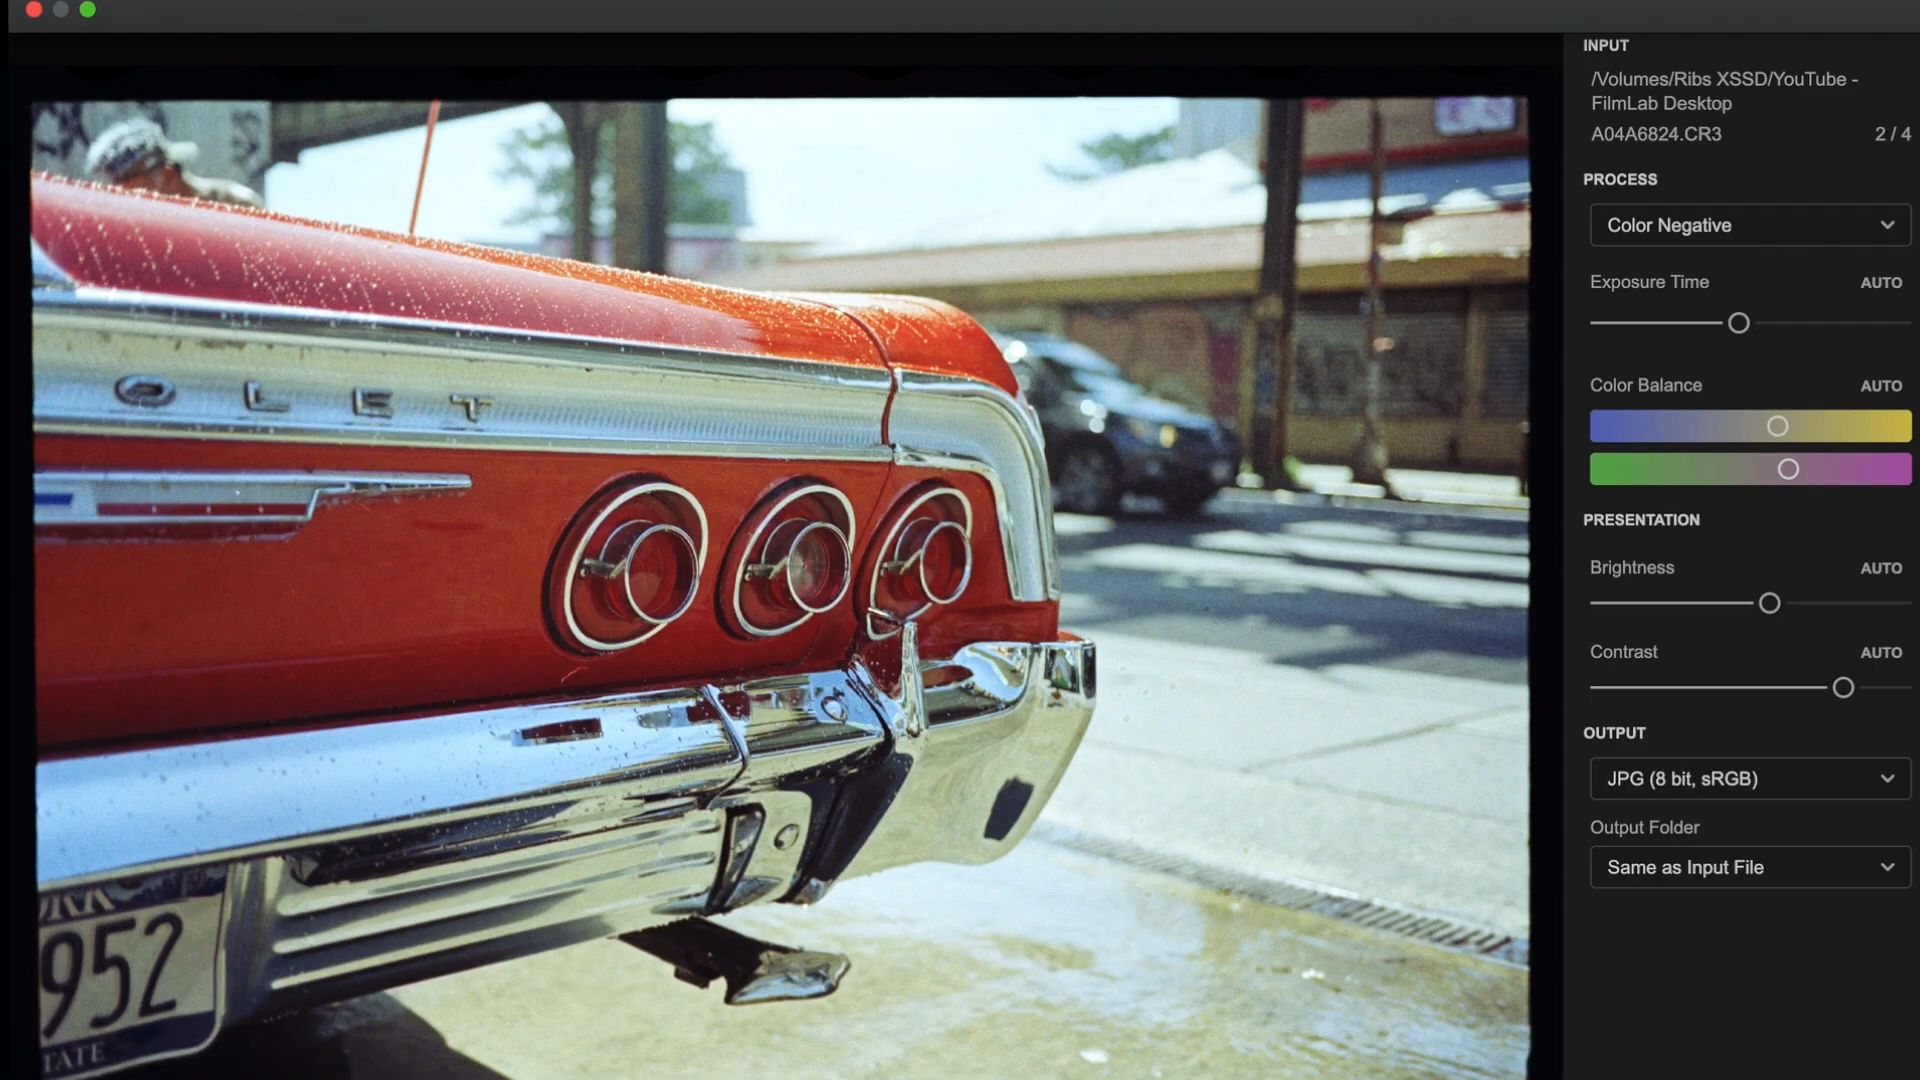 INPUT
/Volumes/Ribs XSSD/YouTube -
FilmLab Desktop
A04A6824.CR3 2 / 4
PROCESS
Color Negative
Exposure Time AUTO
Color Balance AUTO
PRESENTATION
Brightness AUTO
Contrast AUTO
OUTPUT
JPG (8 bit, sRGB)
Output Folder
Same as Input File
OLET
952
TATE